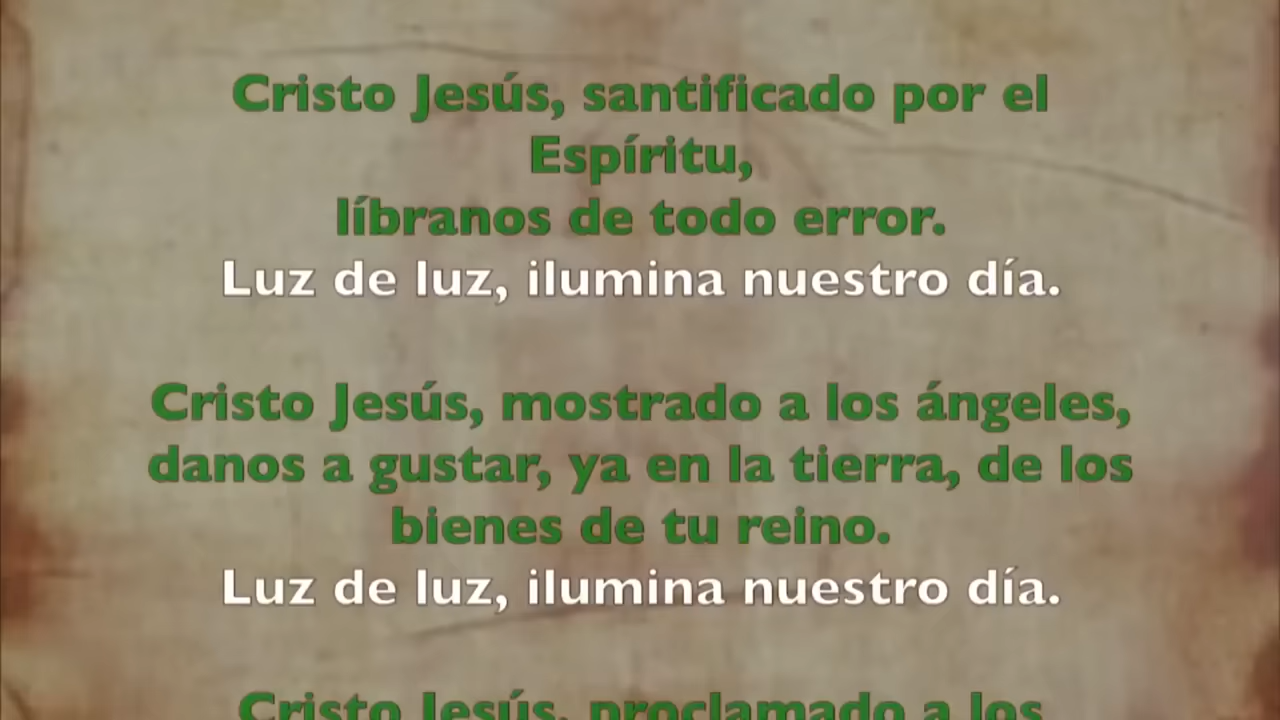 Cristo Jesús, santificado por el
Espíritu,
líbranos de todo error.
Luz de luz, ilumina nuestro día.
Cristo Jesús, mostrado a los ángeles,
danos a gustar, ya en la tierra, de los
bienes de tu reino.
Luz de luz, ilumina nuestro día.
Cristo Jesús, proclamado a los